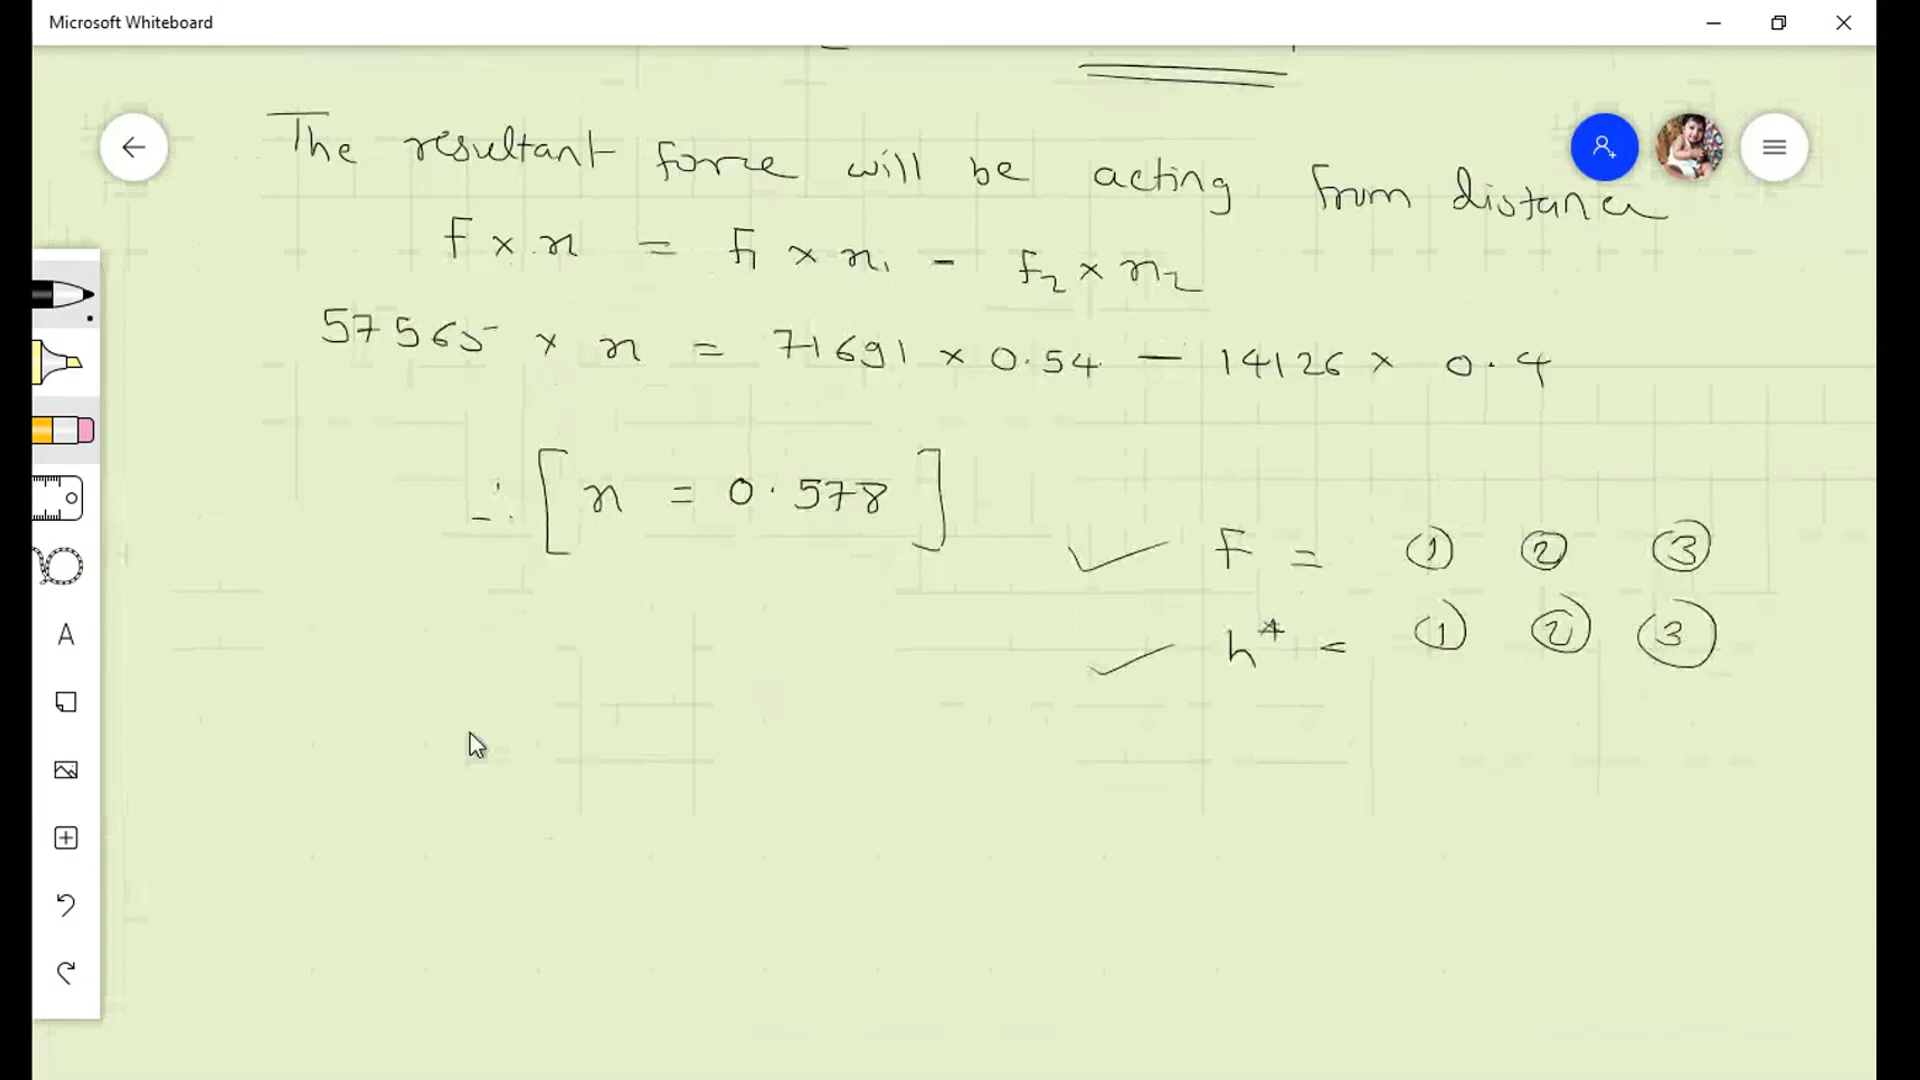 Microsoft Whiteboard
The resultant force will be acting from distance
F × x = F1 × x1 - F2 × x2
57565 × x = 71691 × 0.54 - 14126 × 0.4
∴ [x = 0.578]
✓ F = ① ② ③
✓ h* = ① ② ③
A